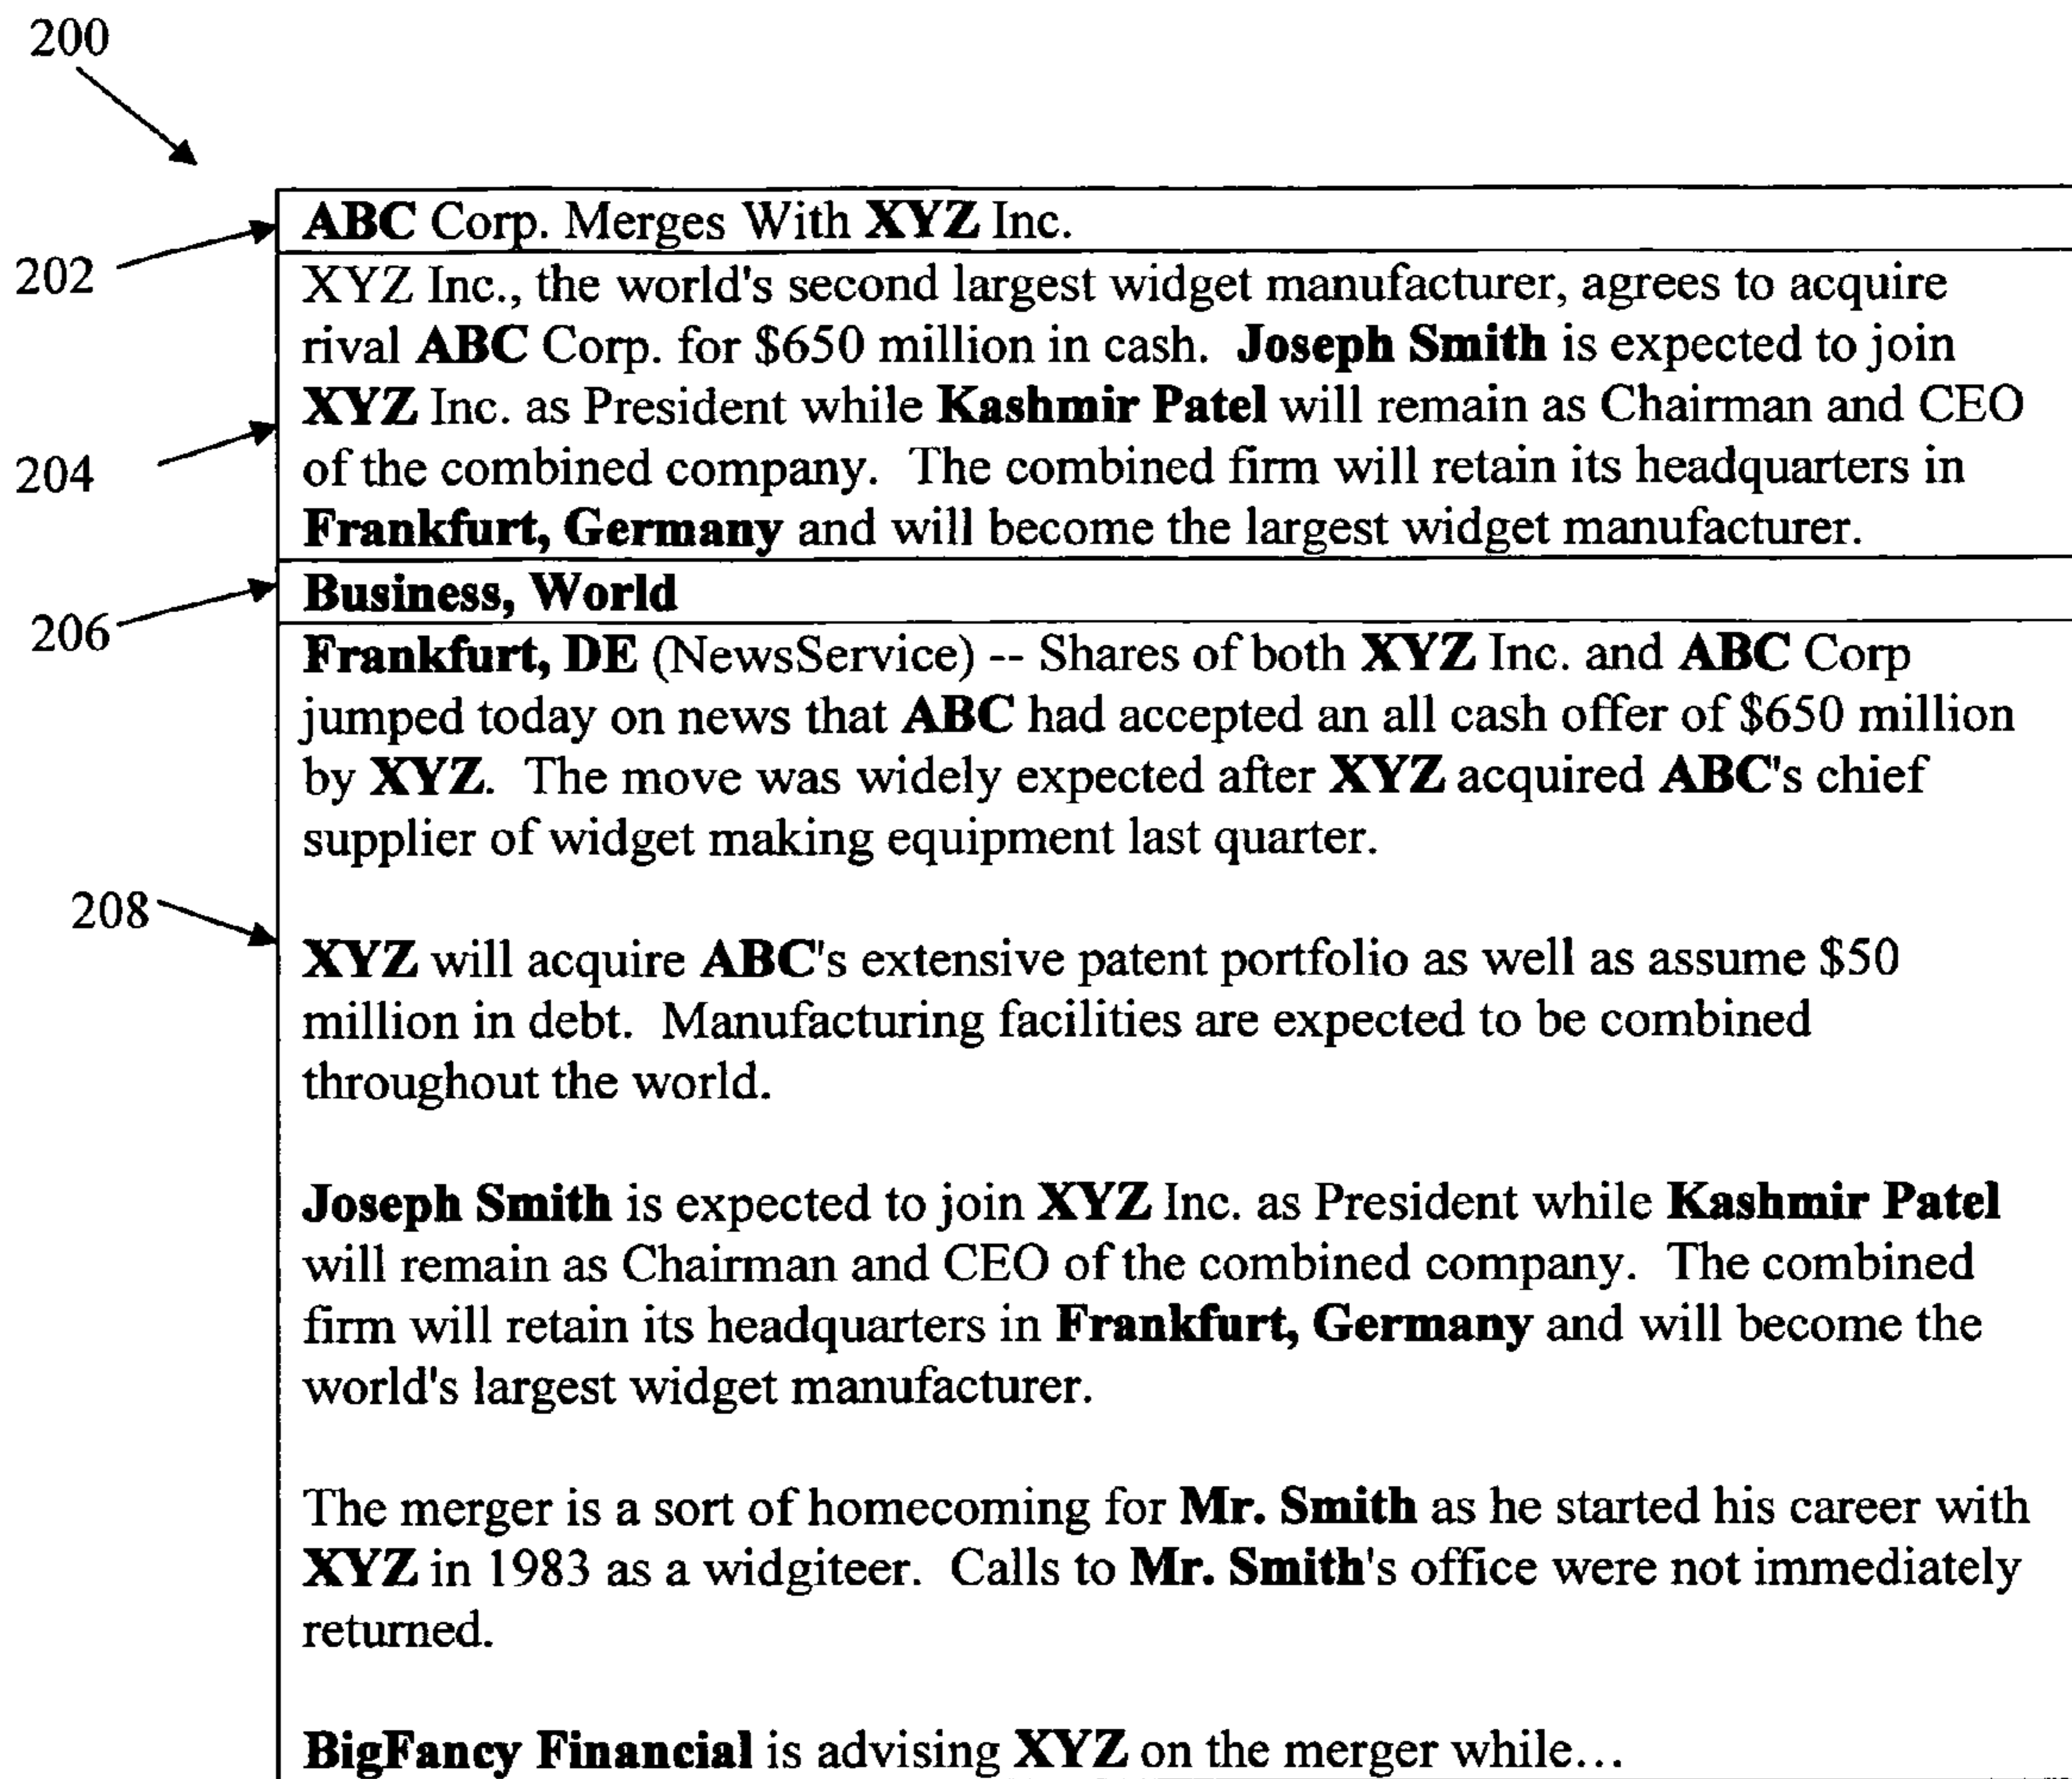 200
202
ABC Corp. Merges With XYZ Inc.
204
XYZ Inc., the world's second largest widget manufacturer, agrees to acquire
rival ABC Corp. for $650 million in cash.  Joseph Smith is expected to join
XYZ Inc. as President while Kashmir Patel will remain as Chairman and CEO
of the combined company.  The combined firm will retain its headquarters in
Frankfurt, Germany and will become the largest widget manufacturer.
206
Business, World
208
Frankfurt, DE (NewsService) -- Shares of both XYZ Inc. and ABC Corp
jumped today on news that ABC had accepted an all cash offer of $650 million
by XYZ.  The move was widely expected after XYZ acquired ABC's chief
supplier of widget making equipment last quarter.
XYZ will acquire ABC's extensive patent portfolio as well as assume $50
million in debt.  Manufacturing facilities are expected to be combined
throughout the world.
Joseph Smith is expected to join XYZ Inc. as President while Kashmir Patel
will remain as Chairman and CEO of the combined company.  The combined
firm will retain its headquarters in Frankfurt, Germany and will become the
world's largest widget manufacturer.
The merger is a sort of homecoming for Mr. Smith as he started his career with
XYZ in 1983 as a widgiteer.  Calls to Mr. Smith's office were not immediately
returned.
BigFancy Financial is advising XYZ on the merger while…